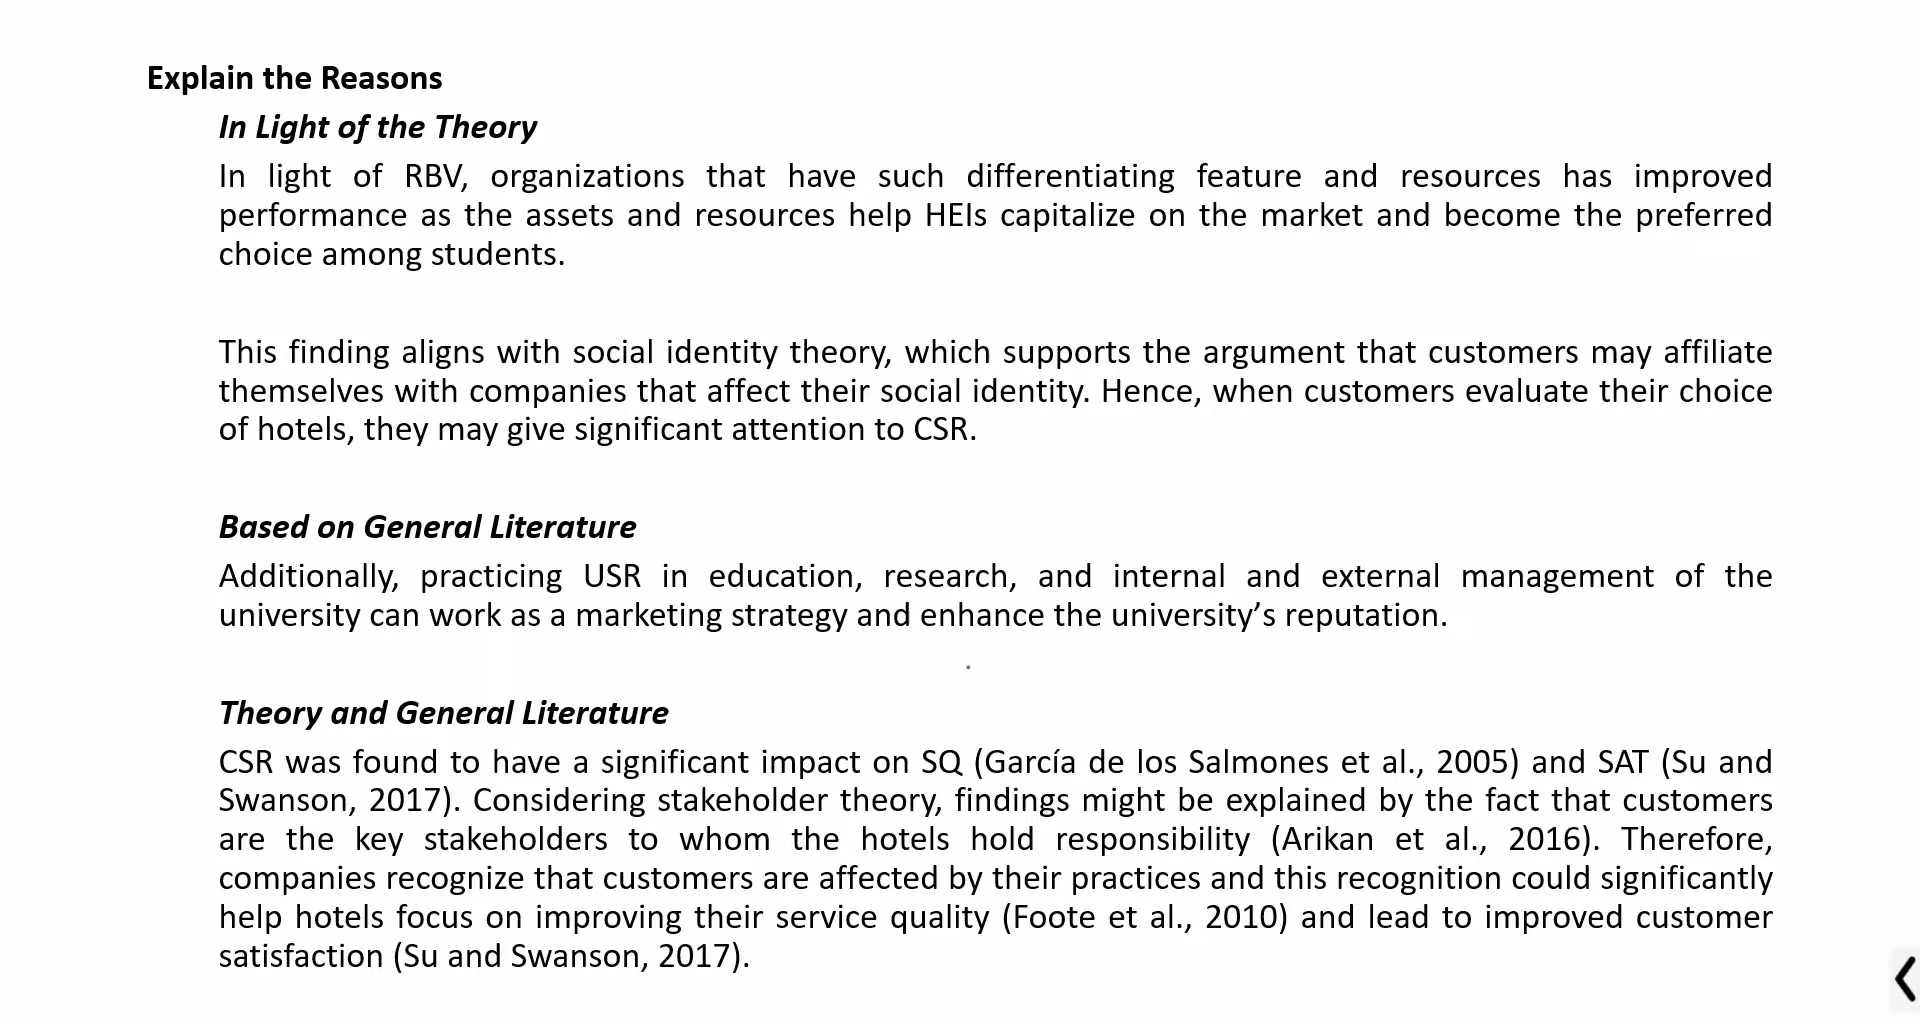 Explain the Reasons
In Light of the Theory
In light of RBV, organizations that have such differentiating feature and resources has improved
performance as the assets and resources help HEIs capitalize on the market and become the preferred
choice among students.
This finding aligns with social identity theory, which supports the argument that customers may affiliate
themselves with companies that affect their social identity. Hence, when customers evaluate their choice
of hotels, they may give significant attention to CSR.
Based on General Literature
Additionally, practicing USR in education, research, and internal and external management of the
university can work as a marketing strategy and enhance the university’s reputation.
Theory and General Literature
CSR was found to have a significant impact on SQ (García de los Salmones et al., 2005) and SAT (Su and
Swanson, 2017). Considering stakeholder theory, findings might be explained by the fact that customers
are the key stakeholders to whom the hotels hold responsibility (Arikan et al., 2016). Therefore,
companies recognize that customers are affected by their practices and this recognition could significantly
help hotels focus on improving their service quality (Foote et al., 2010) and lead to improved customer
satisfaction (Su and Swanson, 2017).